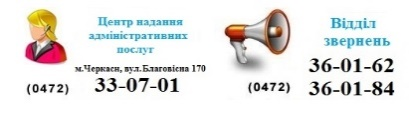 Центр надання
адміністративних
послуг
м.Черкаси, вул.Благовісна 170
(0472) 33-07-01
Відділ
звернень
36-01-62
(0472) 36-01-84